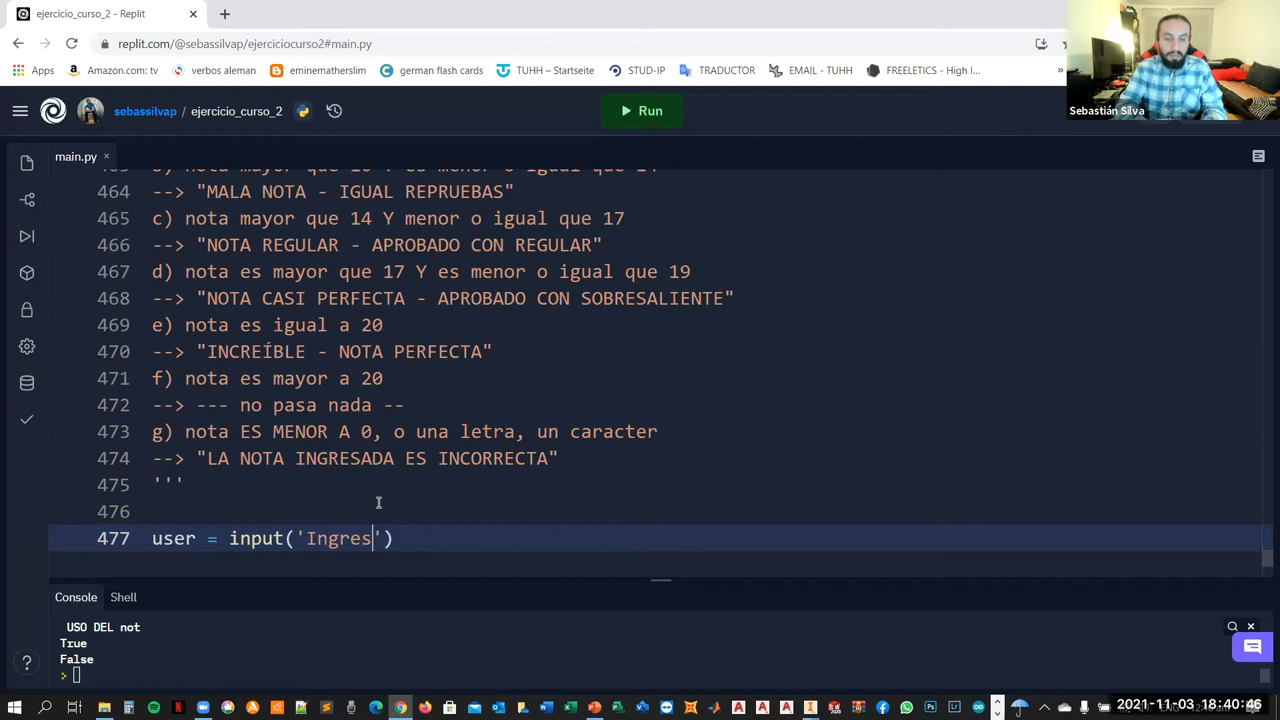 ejercicio_curso_2 - Replit
replit.com/@sebassilvap/ejerciciocurso2#main.py
Apps Amazon.com: tv verbos aleman eminematherslim german flash cards TUHH – Startseite STUD-IP TRADUCTOR EMAIL - TUHH FREELETICS - High I... »
Sebastián Silva
sebassilvap / ejercicio_curso_2
Run
main.py
464 --> "MALA NOTA - IGUAL REPRUEBAS"
465 c) nota mayor que 14 Y menor o igual que 17
466 --> "NOTA REGULAR - APROBADO CON REGULAR"
467 d) nota es mayor que 17 Y es menor o igual que 19
468 --> "NOTA CASI PERFECTA - APROBADO CON SOBRESALIENTE"
469 e) nota es igual a 20
470 --> "INCREÍBLE - NOTA PERFECTA"
471 f) nota es mayor a 20
472 --> --- no pasa nada --
473 g) nota ES MENOR A 0, o una letra, un caracter
474 --> "LA NOTA INGRESADA ES INCORRECTA"
475 '''
476
477 user = input('Ingres')
Console Shell
USO DEL not
True
False
>
2021-11-03 18:40:46